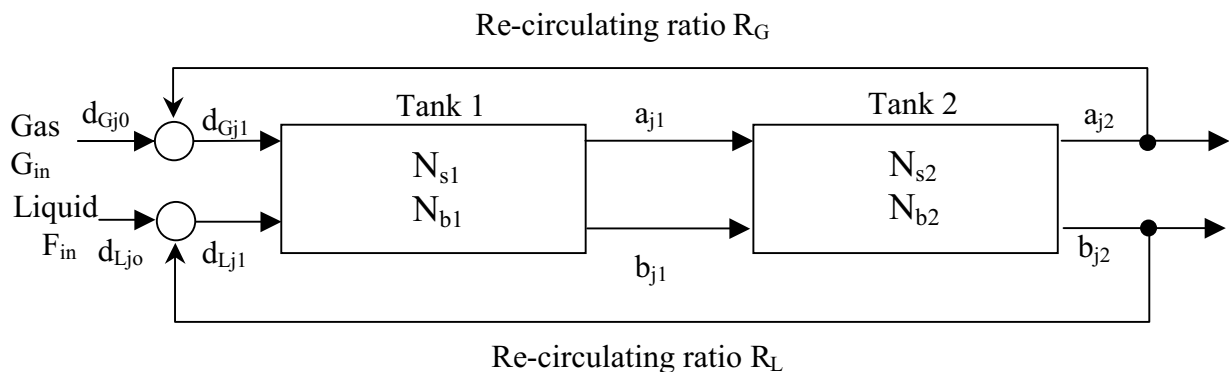 Re-circulating ratio R_G
Tank 1
Tank 2
Gas
G_in
d_Gj0
d_Gj1
a_j1
a_j2
N_s1
N_b1
N_s2
N_b2
Liquid
F_in
d_Ljo
d_Lj1
b_j1
b_j2
Re-circulating ratio R_L